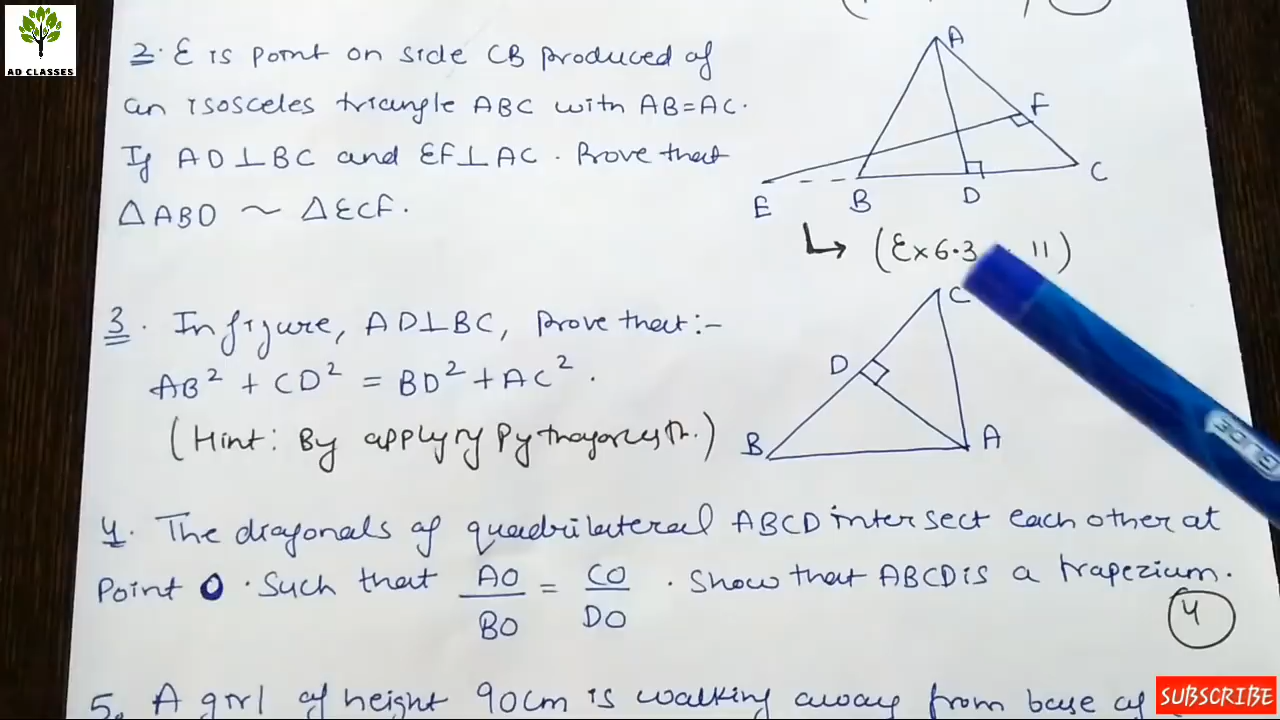 AD CLASSES
2. E is point on side CB produced of
an isosceles triangle ABC with AB=AC.
If AD⊥BC and EF⊥AC. Prove that
△ABD ~ △ECF.
A
F
C
E
B
D
(Ex 6.3 11)
3. In figure, AD⊥BC, prove that:-
AB² + CD² = BD² + AC².
(Hint: By applying Pythagores th.)
C
D
B
A
4. The diagonals of quadrilateral ABCD intersect each other at
Point O. Such that AO/BO = CO/DO. Show that ABCD is a trapezium.
4
5. A girl of height 90cm is walking away from base of
SUBSCRIBE